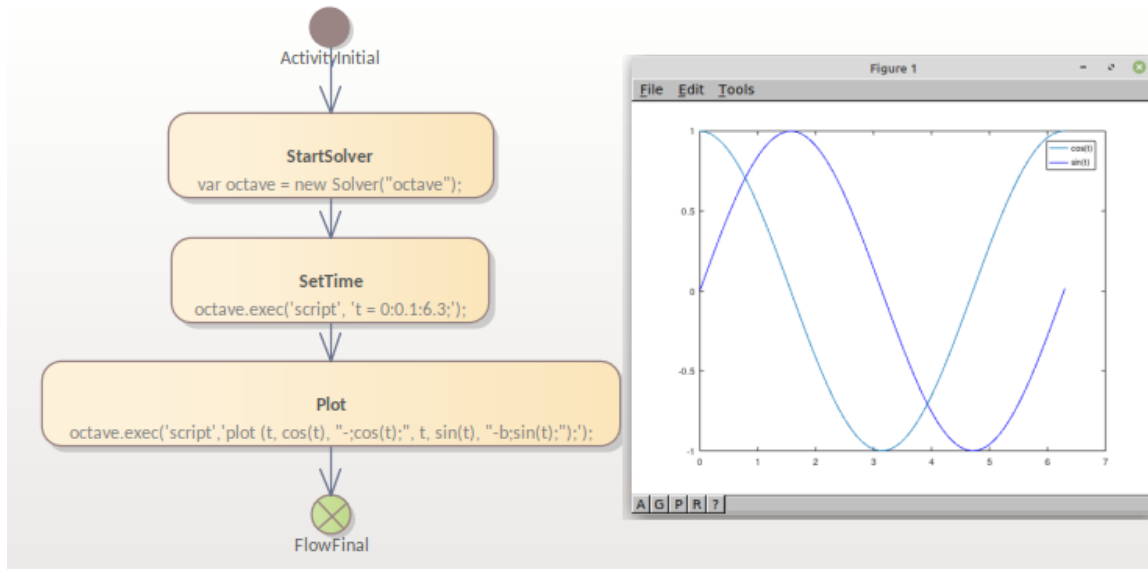 ActivityInitial
StartSolver
var octave = new Solver("octave");
SetTime
octave.exec('script', 't = 0:0.1:6.3;');
Plot
octave.exec('script','plot (t, cos(t), "-;cos(t);", t, sin(t), "-b;sin(t);");');
FlowFinal
Figure 1
File Edit Tools
cos(t)
sin(t)
1
0.5
0
-0.5
-1
0 1 2 3 4 5 6 7
A G P R ?